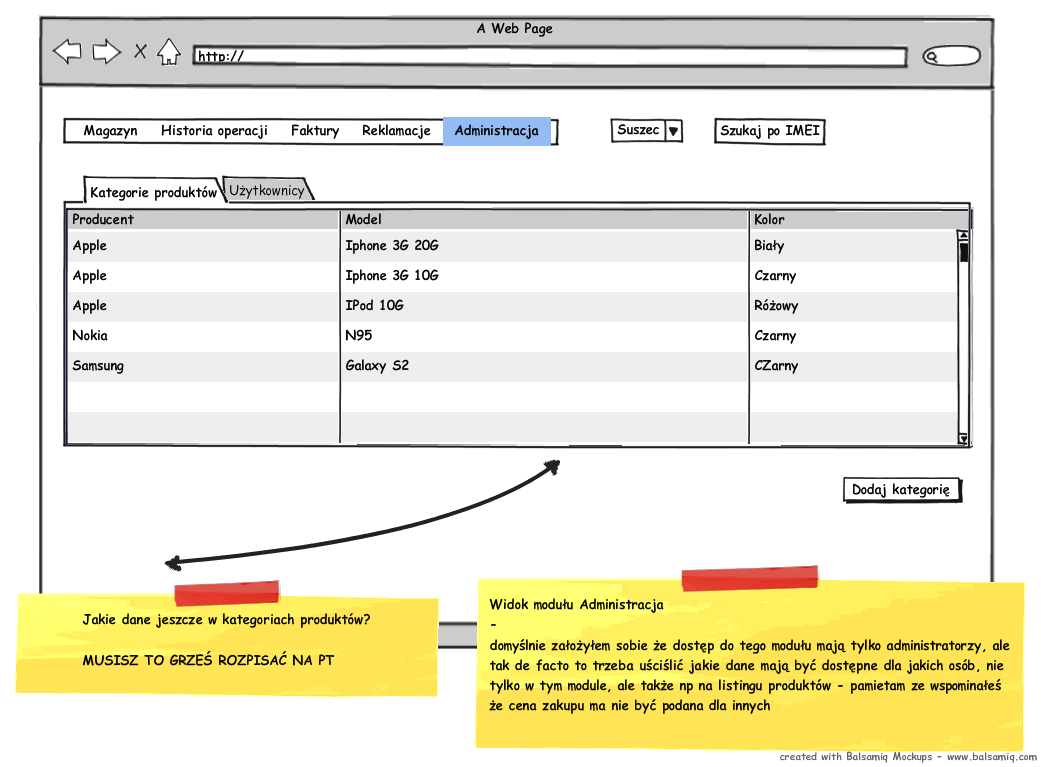 A Web Page
http://
Magazyn Historia operacji Faktury Reklamacje Administracja Suszec Szukaj po IMEI
Kategorie produktów Użytkownicy
Producent Model Kolor
Apple Iphone 3G 20G Biały
Apple Iphone 3G 10G Czarny
Apple IPod 10G Różowy
Nokia N95 Czarny
Samsung Galaxy S2 CZarny
Dodaj kategorię
Jakie dane jeszcze w kategoriach produktów?
MUSISZ TO GRZEŚ ROZPISAĆ NA PT
Widok modułu Administracja
-
domyślnie założyłem sobie że dostęp do tego modułu mają tylko administratorzy, ale
tak de facto to trzeba uściślić jakie dane mają być dostępne dla jakich osób, nie
tylko w tym module, ale także np na listingu produktów - pamietam ze wspominałeś
że cena zakupu ma nie być podana dla innych
created with Balsamiq Mockups - www.balsamiq.com